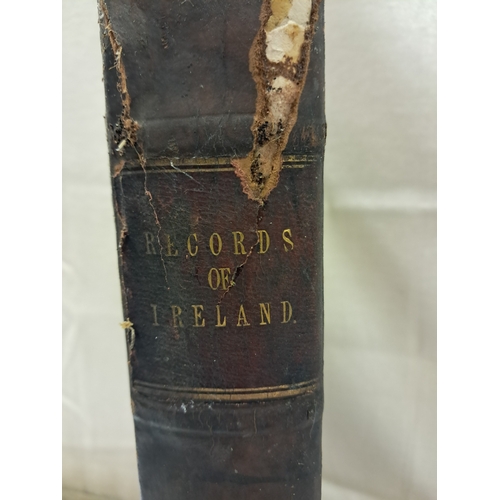 RECORDS
OF
IRELAND.